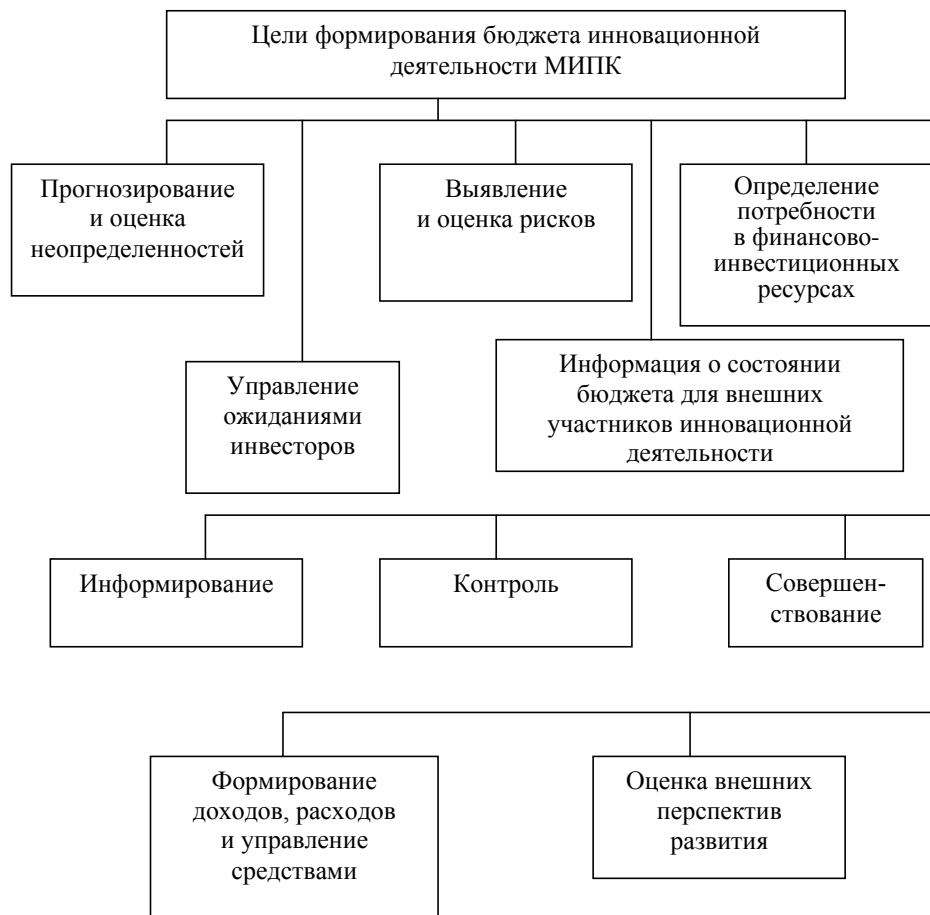 Цели формирования бюджета инновационной
деятельности МИПК
Прогнозирование
и оценка
неопределенностей
Выявление
и оценка рисков
Определение
потребности
в финансово-
инвестиционных
ресурсах
Управление
ожиданиями
инвесторов
Информация о состоянии
бюджета для внешних
участников инновационной
деятельности
Информирование
Контроль
Совершен-
ствование
Формирование
доходов, расходов
и управление
средствами
Оценка внешних
перспектив
развития